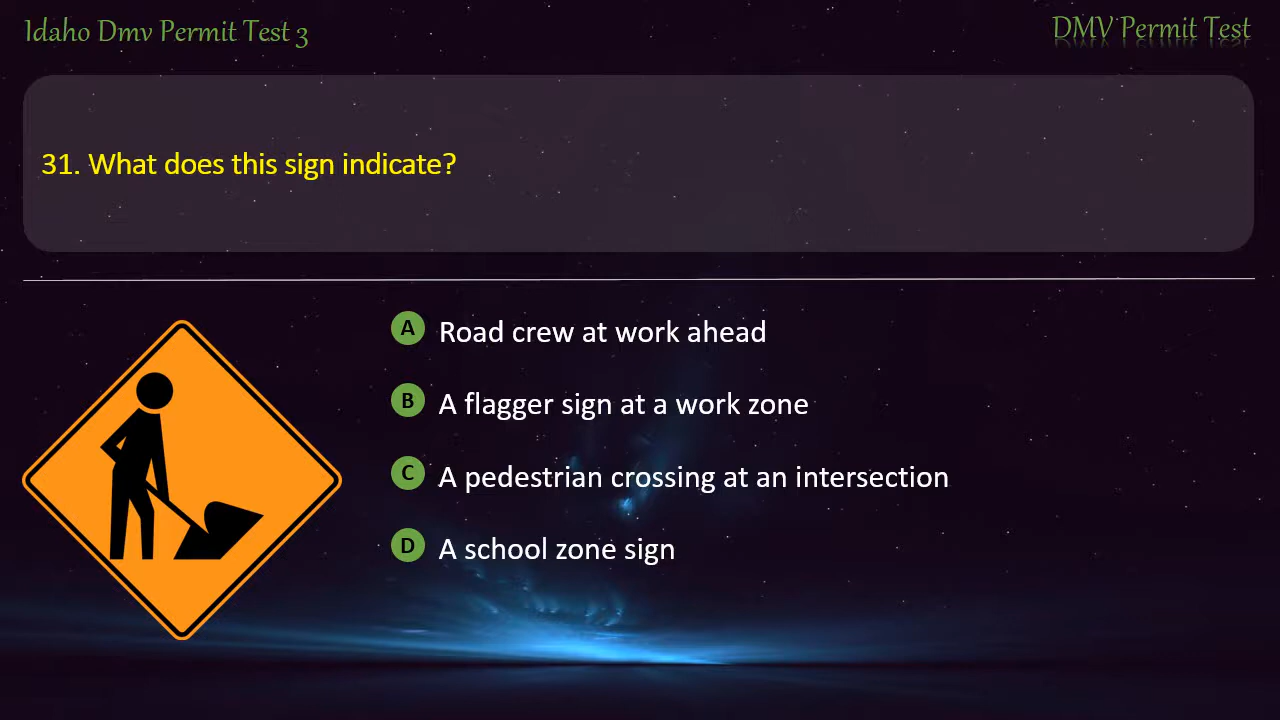 Idaho Dmv Permit Test 3
DMV Permit Test
31. What does this sign indicate?
A Road crew at work ahead
B A flagger sign at a work zone
C A pedestrian crossing at an intersection
D A school zone sign